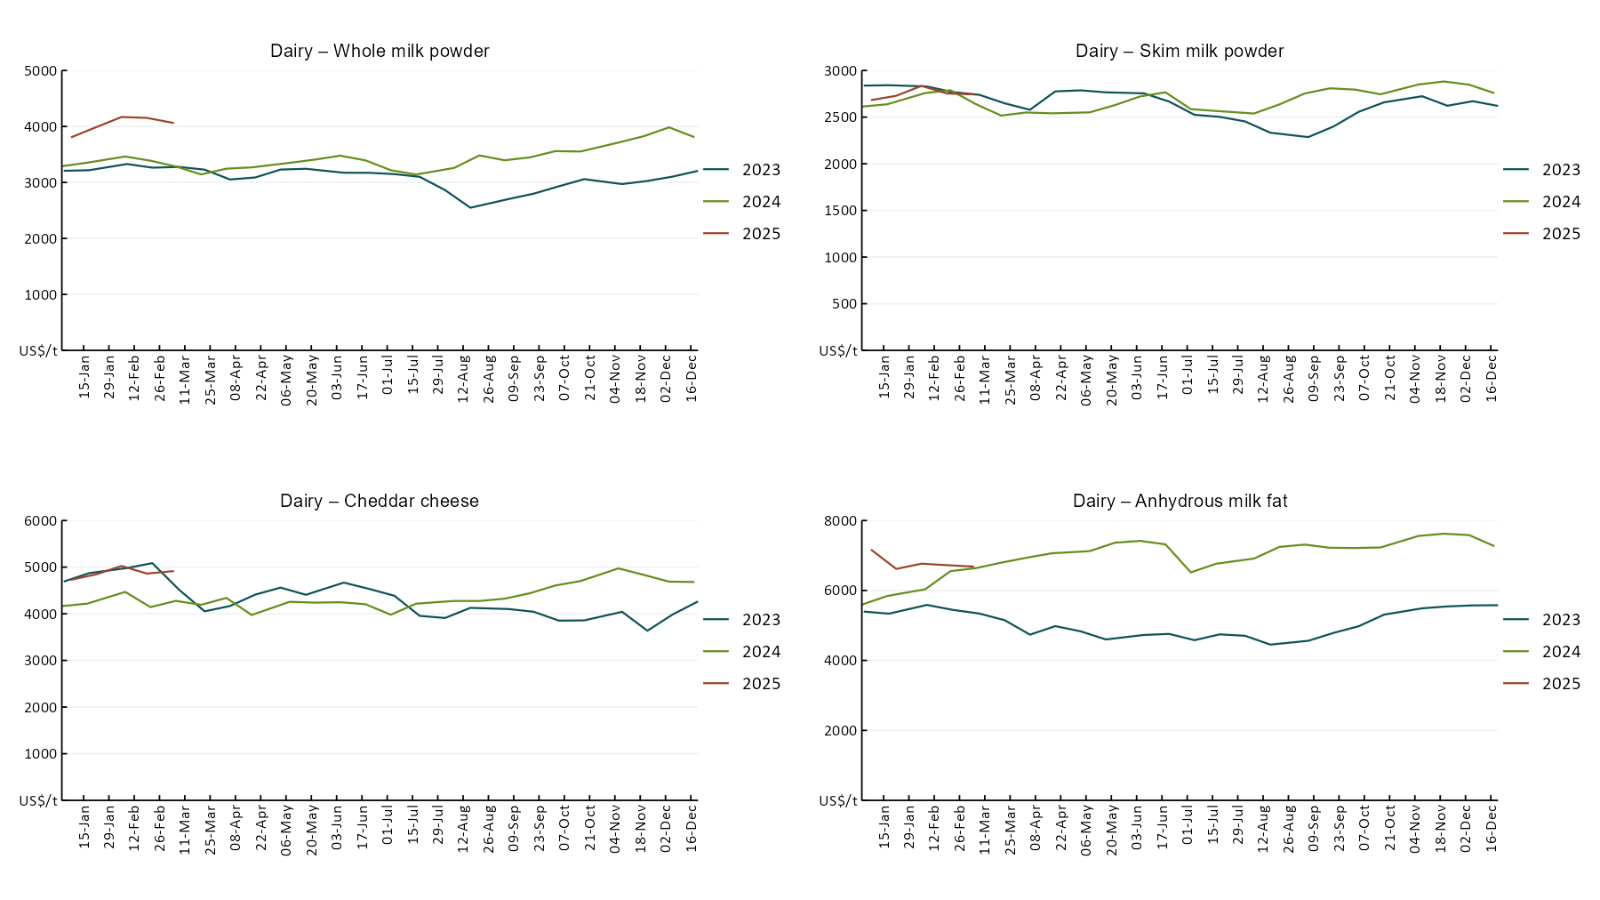 Dairy – Whole milk powder
5000
4000
3000
2000
1000
US$/t
15-Jan
29-Jan
12-Feb
26-Feb
11-Mar
25-Mar
08-Apr
22-Apr
06-May
20-May
03-Jun
17-Jun
01-Jul
15-Jul
29-Jul
12-Aug
26-Aug
09-Sep
23-Sep
07-Oct
21-Oct
04-Nov
18-Nov
02-Dec
16-Dec
2023
2024
2025
Dairy – Skim milk powder
3000
2500
2000
1500
1000
500
US$/t
15-Jan
29-Jan
12-Feb
26-Feb
11-Mar
25-Mar
08-Apr
22-Apr
06-May
20-May
03-Jun
17-Jun
01-Jul
15-Jul
29-Jul
12-Aug
26-Aug
09-Sep
23-Sep
07-Oct
21-Oct
04-Nov
18-Nov
02-Dec
16-Dec
2023
2024
2025
Dairy – Cheddar cheese
6000
5000
4000
3000
2000
1000
US$/t
15-Jan
29-Jan
12-Feb
26-Feb
11-Mar
25-Mar
08-Apr
22-Apr
06-May
20-May
03-Jun
17-Jun
01-Jul
15-Jul
29-Jul
12-Aug
26-Aug
09-Sep
23-Sep
07-Oct
21-Oct
04-Nov
18-Nov
02-Dec
16-Dec
2023
2024
2025
Dairy – Anhydrous milk fat
8000
6000
4000
2000
US$/t
15-Jan
29-Jan
12-Feb
26-Feb
11-Mar
25-Mar
08-Apr
22-Apr
06-May
20-May
03-Jun
17-Jun
01-Jul
15-Jul
29-Jul
12-Aug
26-Aug
09-Sep
23-Sep
07-Oct
21-Oct
04-Nov
18-Nov
02-Dec
16-Dec
2023
2024
2025